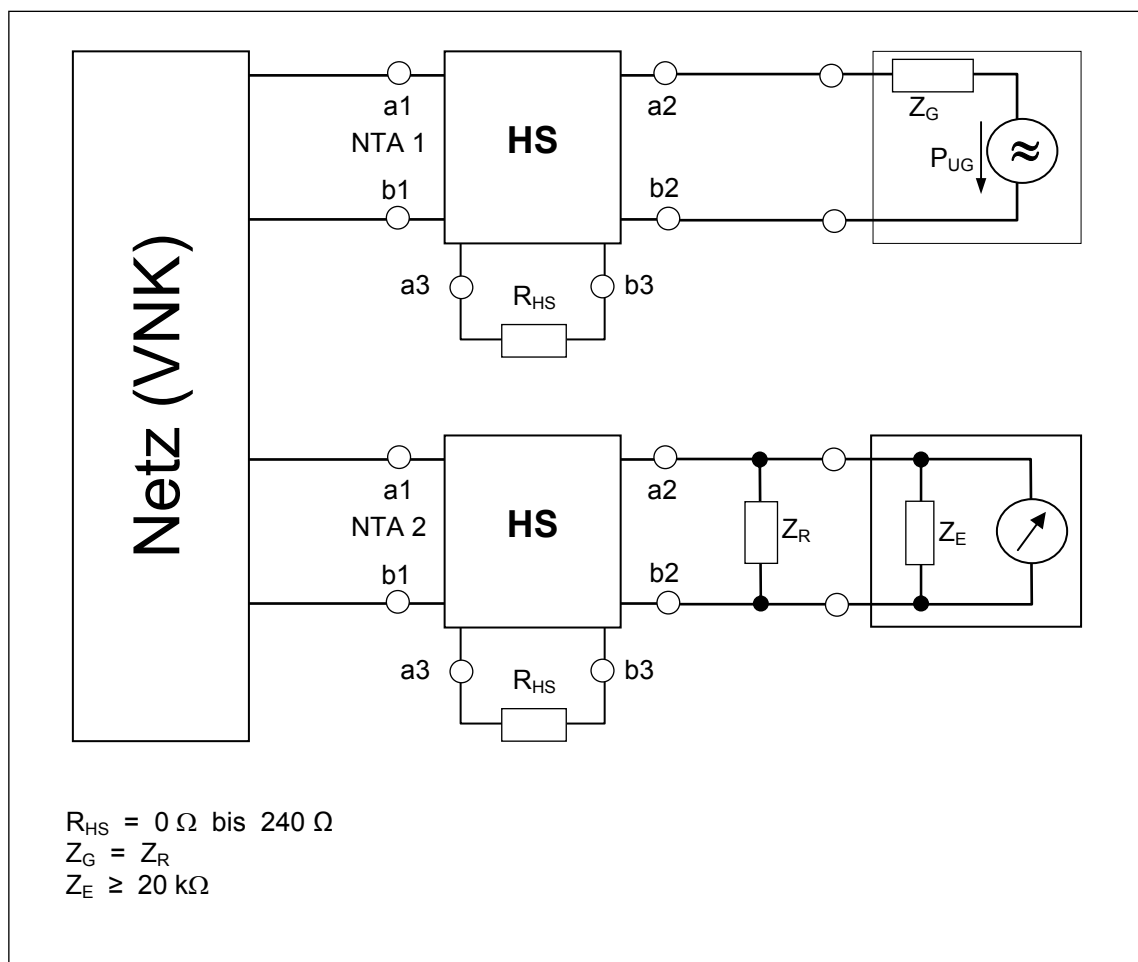 a1
a2
Z_G
NTA 1
HS
P_UG
≈
b1
b2
a3
R_HS
b3
Netz (VNK)
a1
a2
NTA 2
HS
Z_R
Z_E
b1
b2
a3
R_HS
b3
R_HS = 0 Ω bis 240 Ω
Z_G = Z_R
Z_E ≥ 20 kΩ